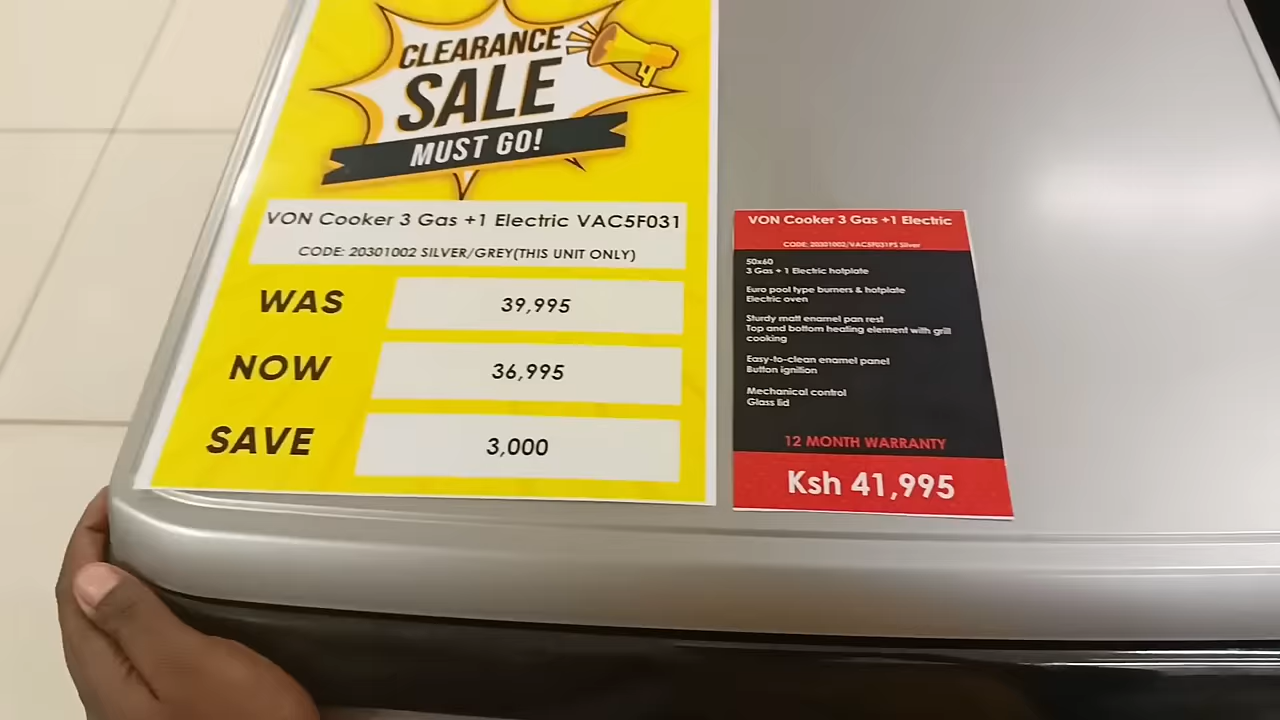 CLEARANCE
SALE
MUST GO!
VON Cooker 3 Gas +1 Electric VAC5F031
CODE: 20301002 SILVER/GREY(THIS UNIT ONLY)
WAS 39,995
NOW 36,995
SAVE 3,000
VON Cooker 3 Gas +1 Electric
CODE: 20301002/VAC5F031PS Silver
50x60
3 Gas + 1 Electric hotplate
Euro pool type burners & hotplate
Electric oven
Sturdy matt enamel pan rest
Top and bottom heating element with grill
cooking
Easy-to-clean enamel panel
Button ignition
Mechanical control
Glass lid
12 MONTH WARRANTY
Ksh 41,995